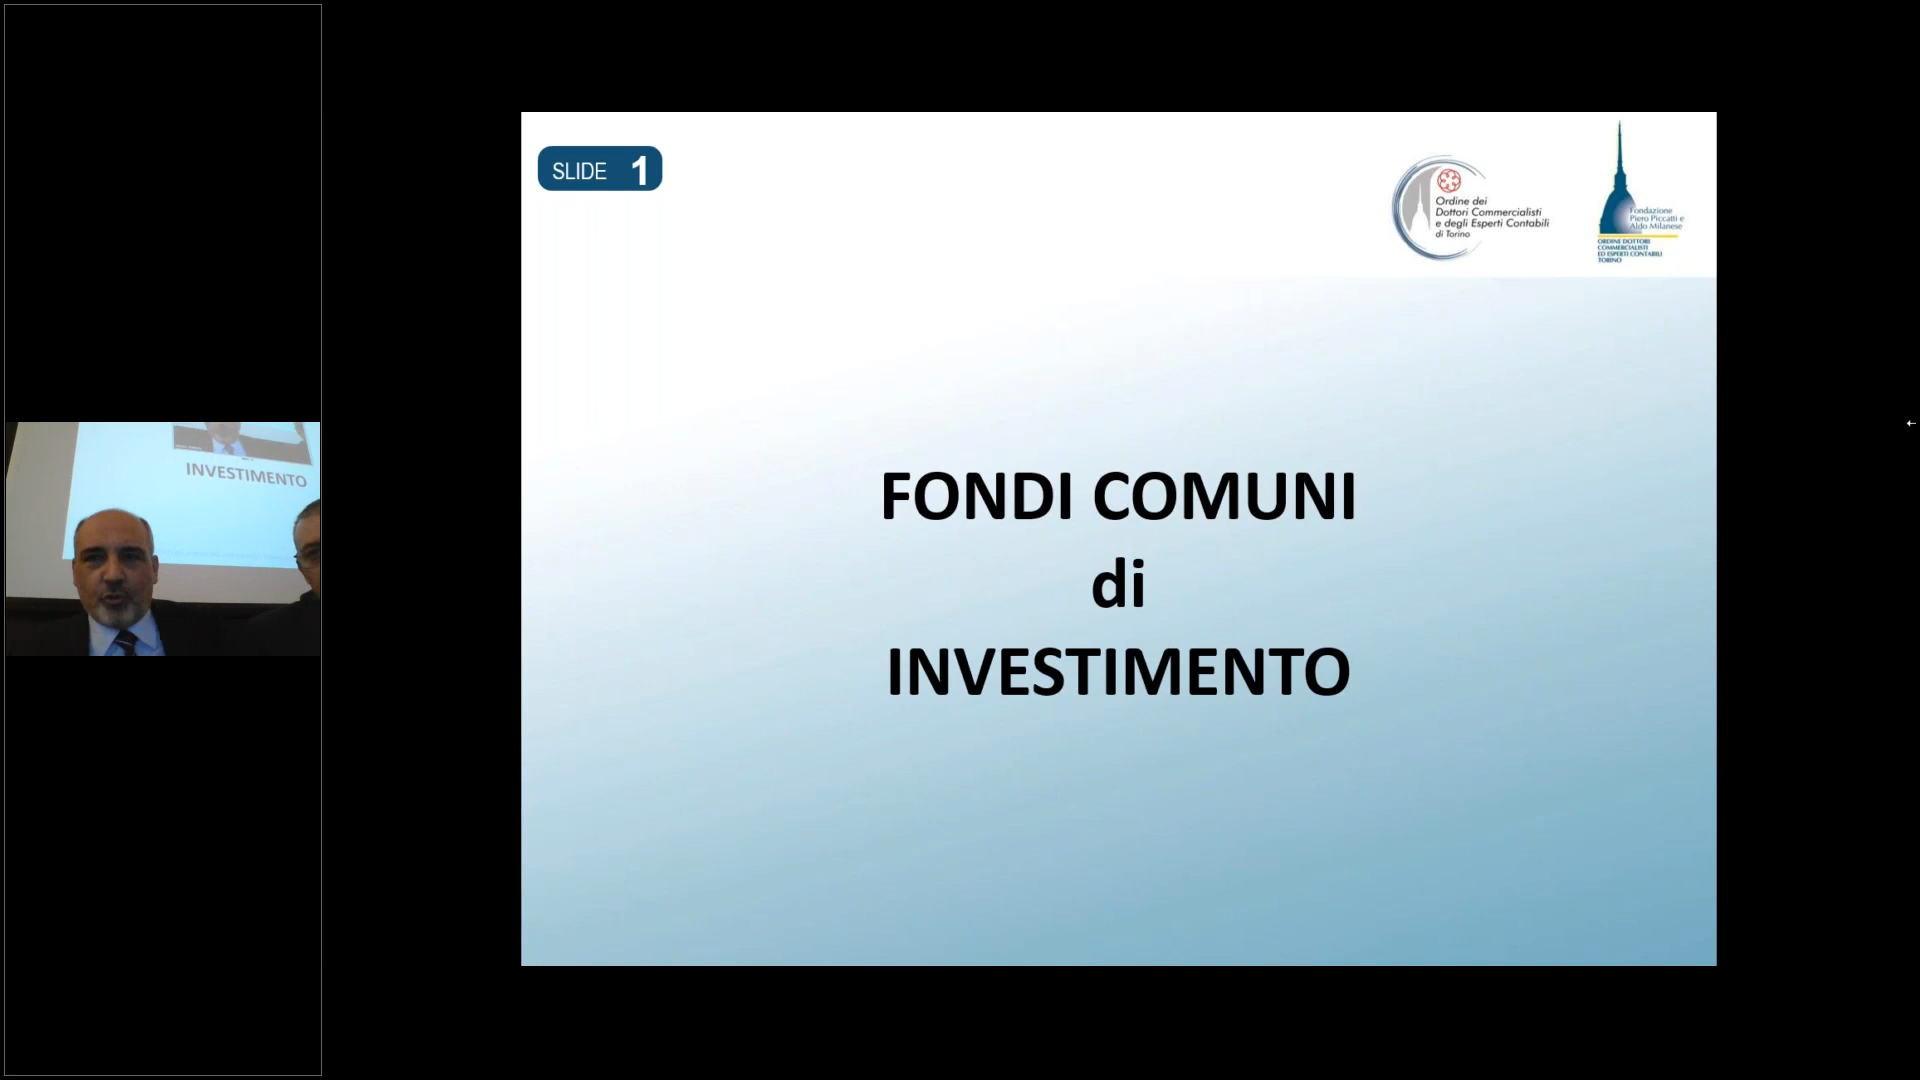 SLIDE 1
Ordine dei
Dottori Commercialisti
e degli Esperti Contabili
di Torino
Fondazione
Piero Piccatti e
Aldo Milanese
ORDINE DOTTORI
COMMERCIALISTI
ED ESPERTI CONTABILI
TORINO
FONDI COMUNI
di
INVESTIMENTO
INVESTIMENTO